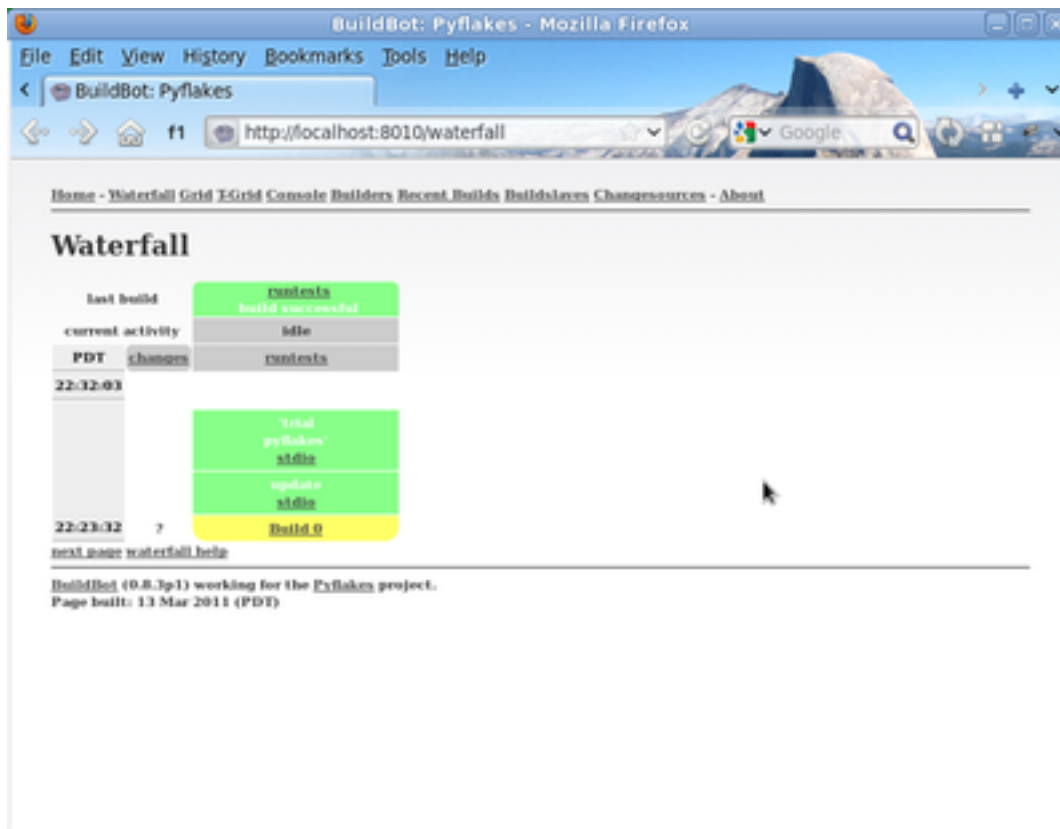 BuildBot: Pyflakes - Mozilla Firefox
File Edit View History Bookmarks Tools Help
BuildBot: Pyflakes
f1 http://localhost:8010/waterfall Google
Home - Waterfall Grid T-Grid Console Builders Recent Builds Buildslaves Changesources - About
Waterfall
last build runtests
build successful
current activity idle
PDT changes runtests
22:32:03
'trial
pyflakes'
stdio
update
stdio
22:23:32 ? Build 0
next page waterfall help
BuildBot (0.8.3p1) working for the Pyflakes project.
Page built: 13 Mar 2011 (PDT)